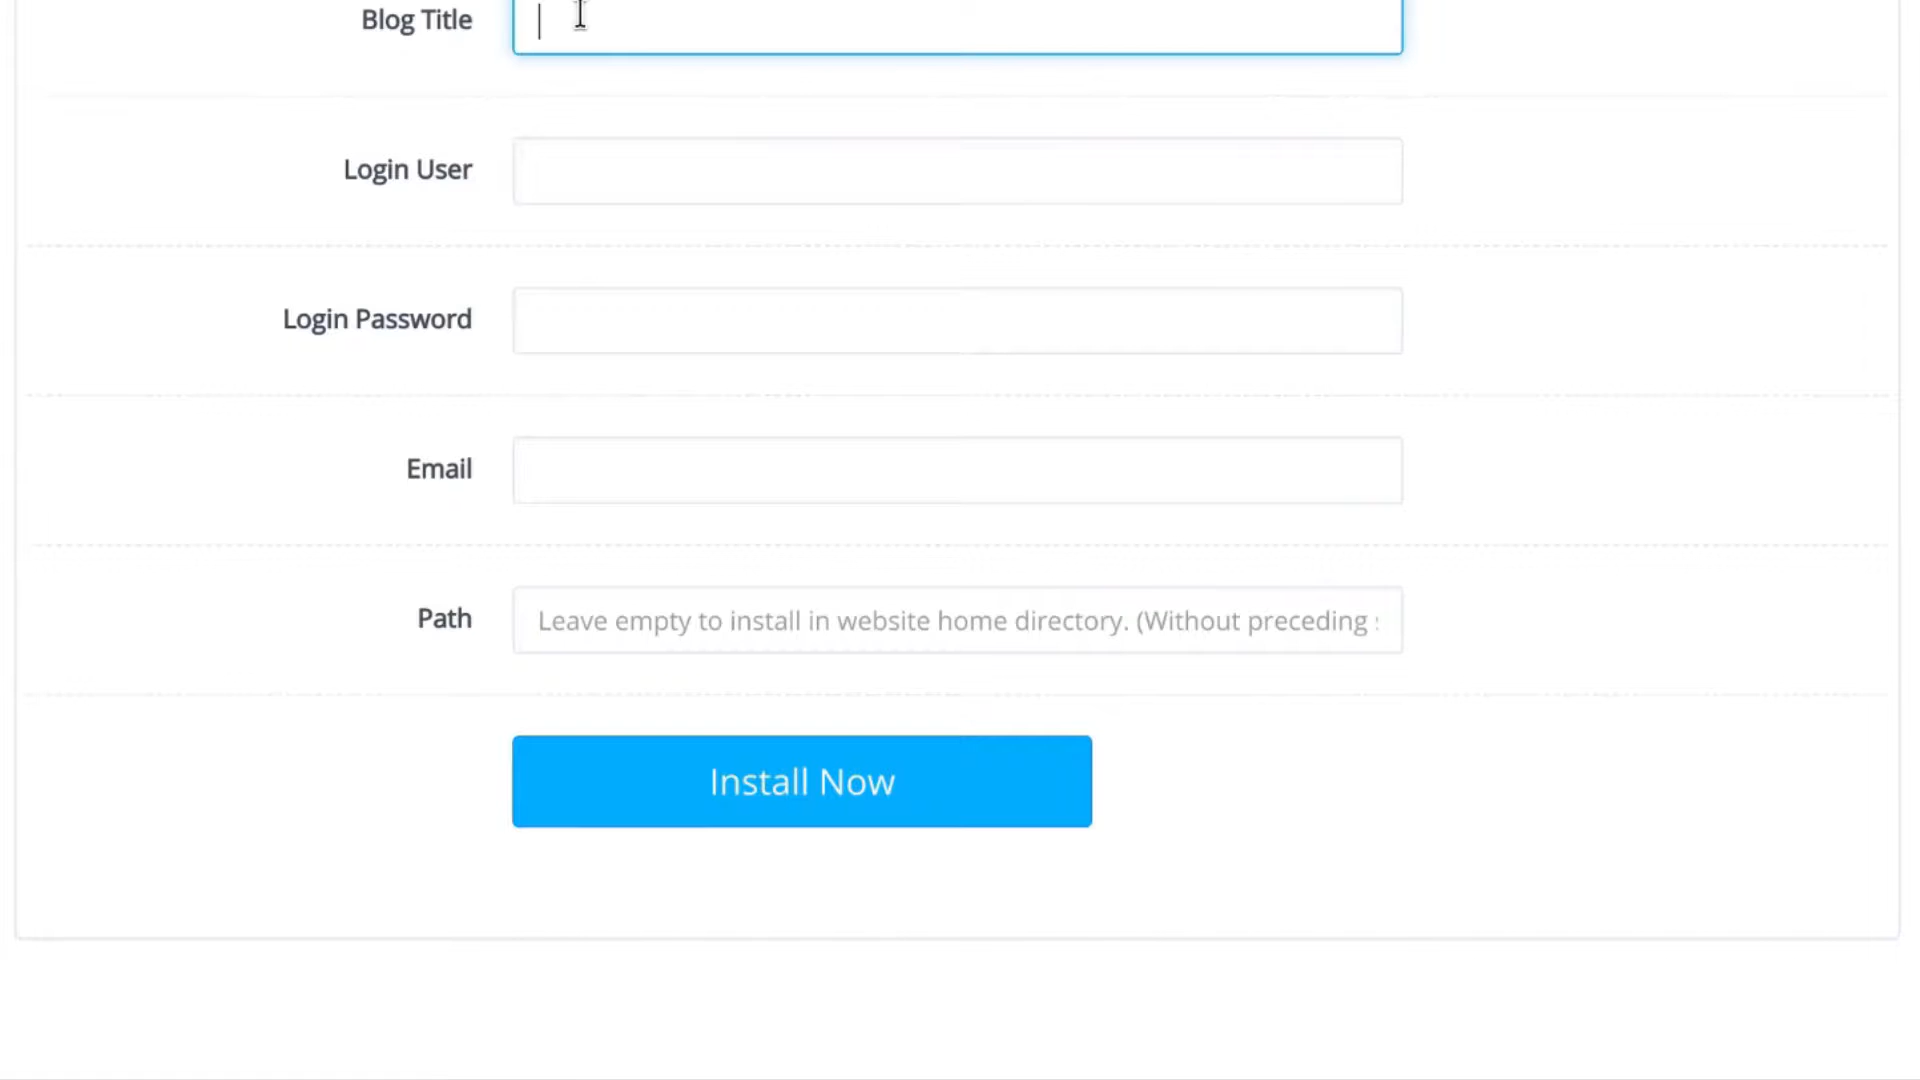 Blog Title
Login User
Login Password
Email
Path
Leave empty to install in website home directory. (Without preceding
Install Now